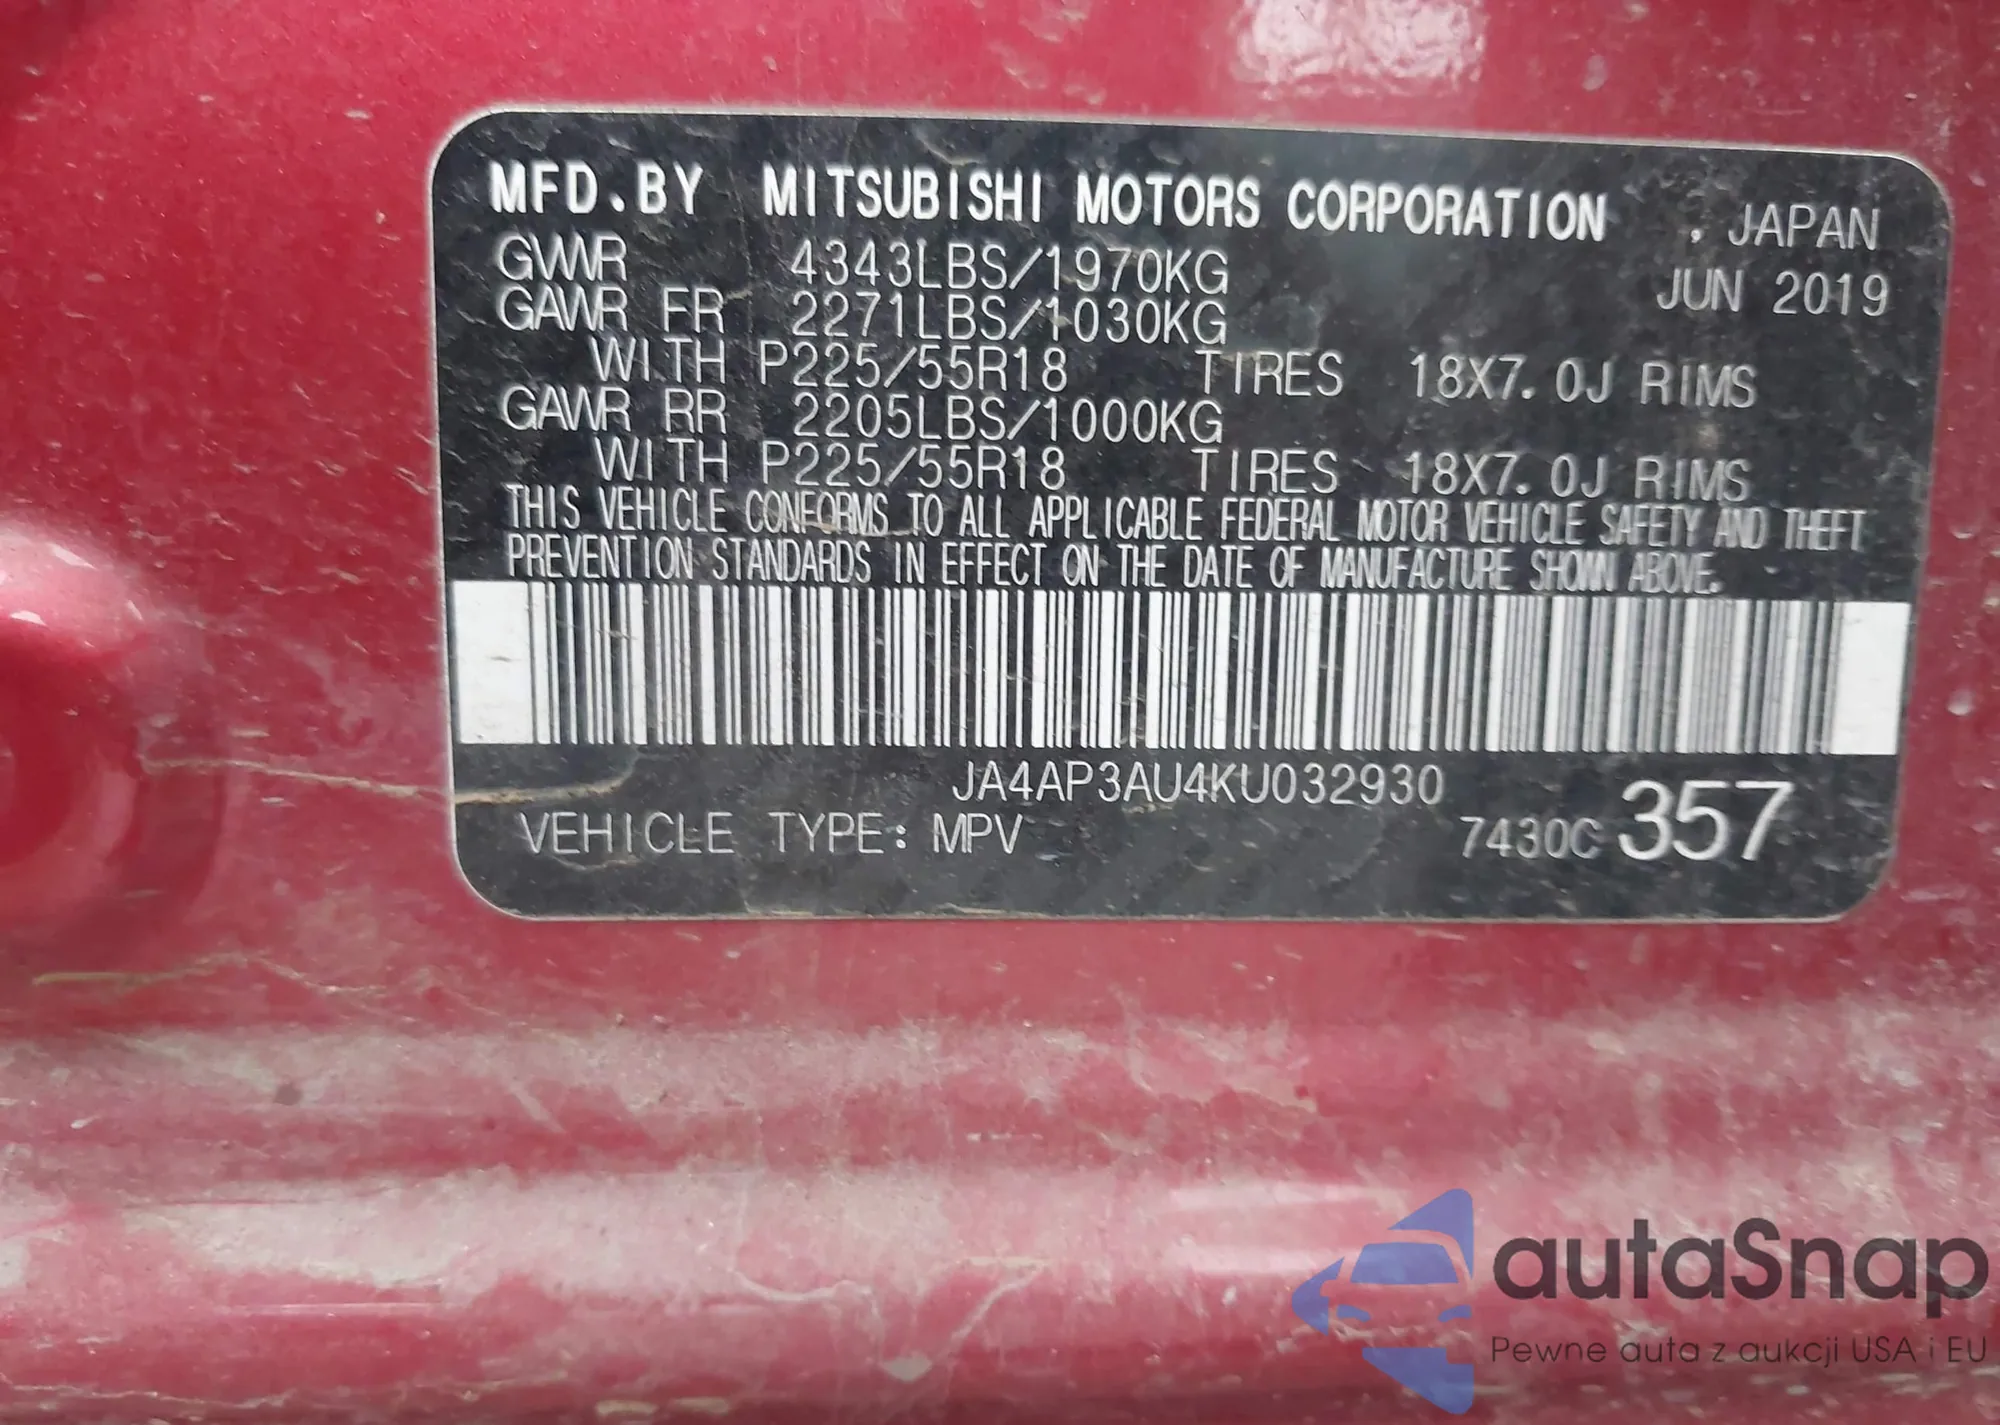 MFD.BY MITSUBISHI MOTORS CORPORATION , JAPAN
GWWR 4343LBS/1970KG JUN 2019
GAWR FR 2271LBS/1030KG
WITH P225/55R18 TIRES 18X7.0J RIMS
GAWR RR 2205LBS/1000KG
WITH P225/55R18 TIRES 18X7.0J RIMS
THIS VEHICLE CONFORMS TO ALL APPLICABLE FEDERAL MOTOR VEHICLE SAFETY AND THEFT
PREVENTION STANDARDS IN EFFECT ON THE DATE OF MANUFACTURE SHOWN ABOVE.
JA4AP3AU4KU032930
VEHICLE TYPE: MPV 7430C 357
autaSnap
Pewne auta z aukcji USA i EU